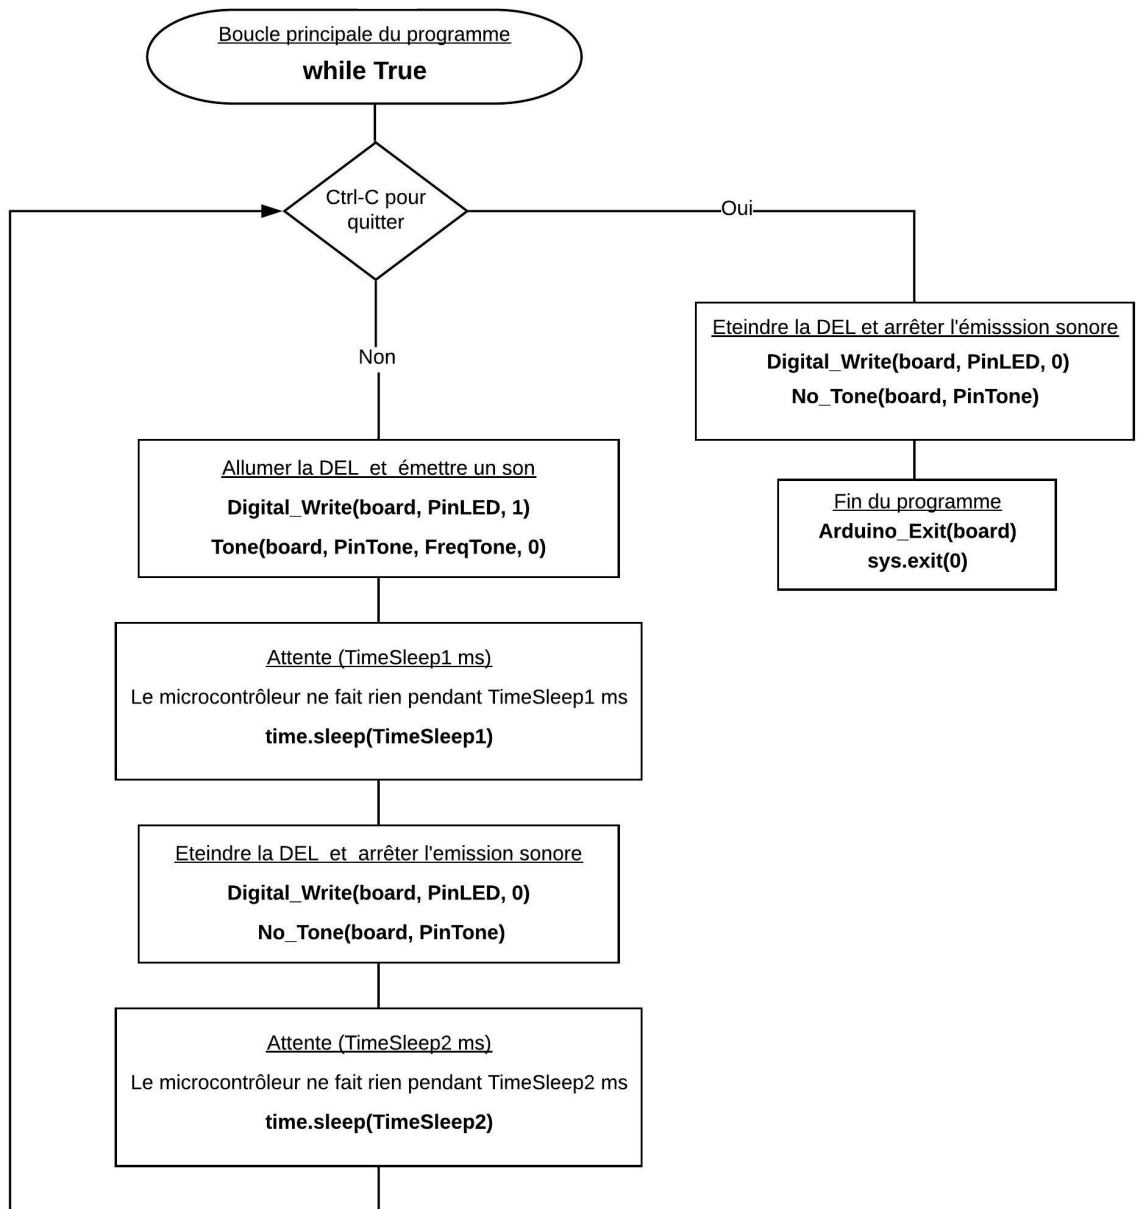 Boucle principale du programme
while True
Ctrl-C pour
quitter
Oui
Non
Eteindre la DEL et arrêter l'émisssion sonore
Digital_Write(board, PinLED, 0)
No_Tone(board, PinTone)
Fin du programme
Arduino_Exit(board)
sys.exit(0)
Allumer la DEL et émettre un son
Digital_Write(board, PinLED, 1)
Tone(board, PinTone, FreqTone, 0)
Attente (TimeSleep1 ms)
Le microcontrôleur ne fait rien pendant TimeSleep1 ms
time.sleep(TimeSleep1)
Eteindre la DEL et arrêter l'emission sonore
Digital_Write(board, PinLED, 0)
No_Tone(board, PinTone)
Attente (TimeSleep2 ms)
Le microcontrôleur ne fait rien pendant TimeSleep2 ms
time.sleep(TimeSleep2)